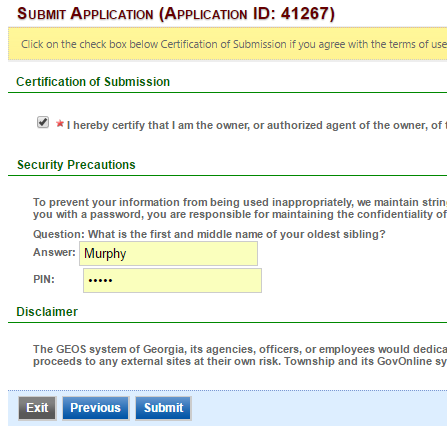 Submit Application (Application ID: 41267)
Click on the check box below Certification of Submission if you agree with the terms of use
Certification of Submission
* I hereby certify that I am the owner, or authorized agent of the owner, of
Security Precautions
To prevent your information from being used inappropriately, we maintain
you with a password, you are responsible for maintaining the confidentiality of
Question: What is the first and middle name of your oldest sibling?
Answer: Murphy
PIN: •••••
Disclaimer
The GEOS system of Georgia, its agencies, officers, or employees would
proceeds to any external sites at their own risk. Township and its GovOnline
Exit Previous Submit